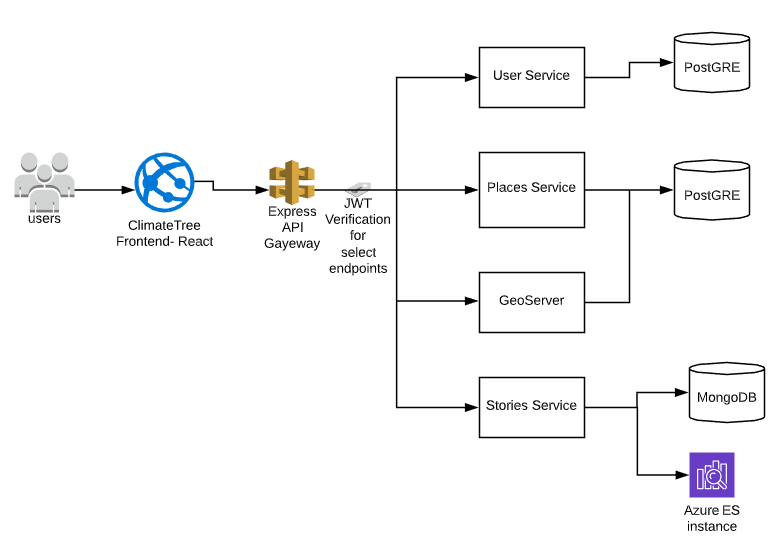 users
ClimateTree
Frontend- React
Express
API
Gayeway
JWT
Verification
for
select
endpoints
User Service
PostGRE
Places Service
PostGRE
GeoServer
Stories Service
MongoDB
Azure ES
instance